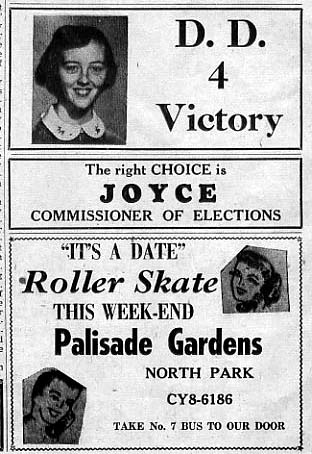 D. D.
4
Victory
The right CHOICE is
JOYCE
COMMISSIONER OF ELECTIONS
"IT'S A DATE"
Roller Skate
THIS WEEK-END
Palisade Gardens
NORTH PARK
CY8-6186
TAKE No. 7 BUS TO OUR DOOR